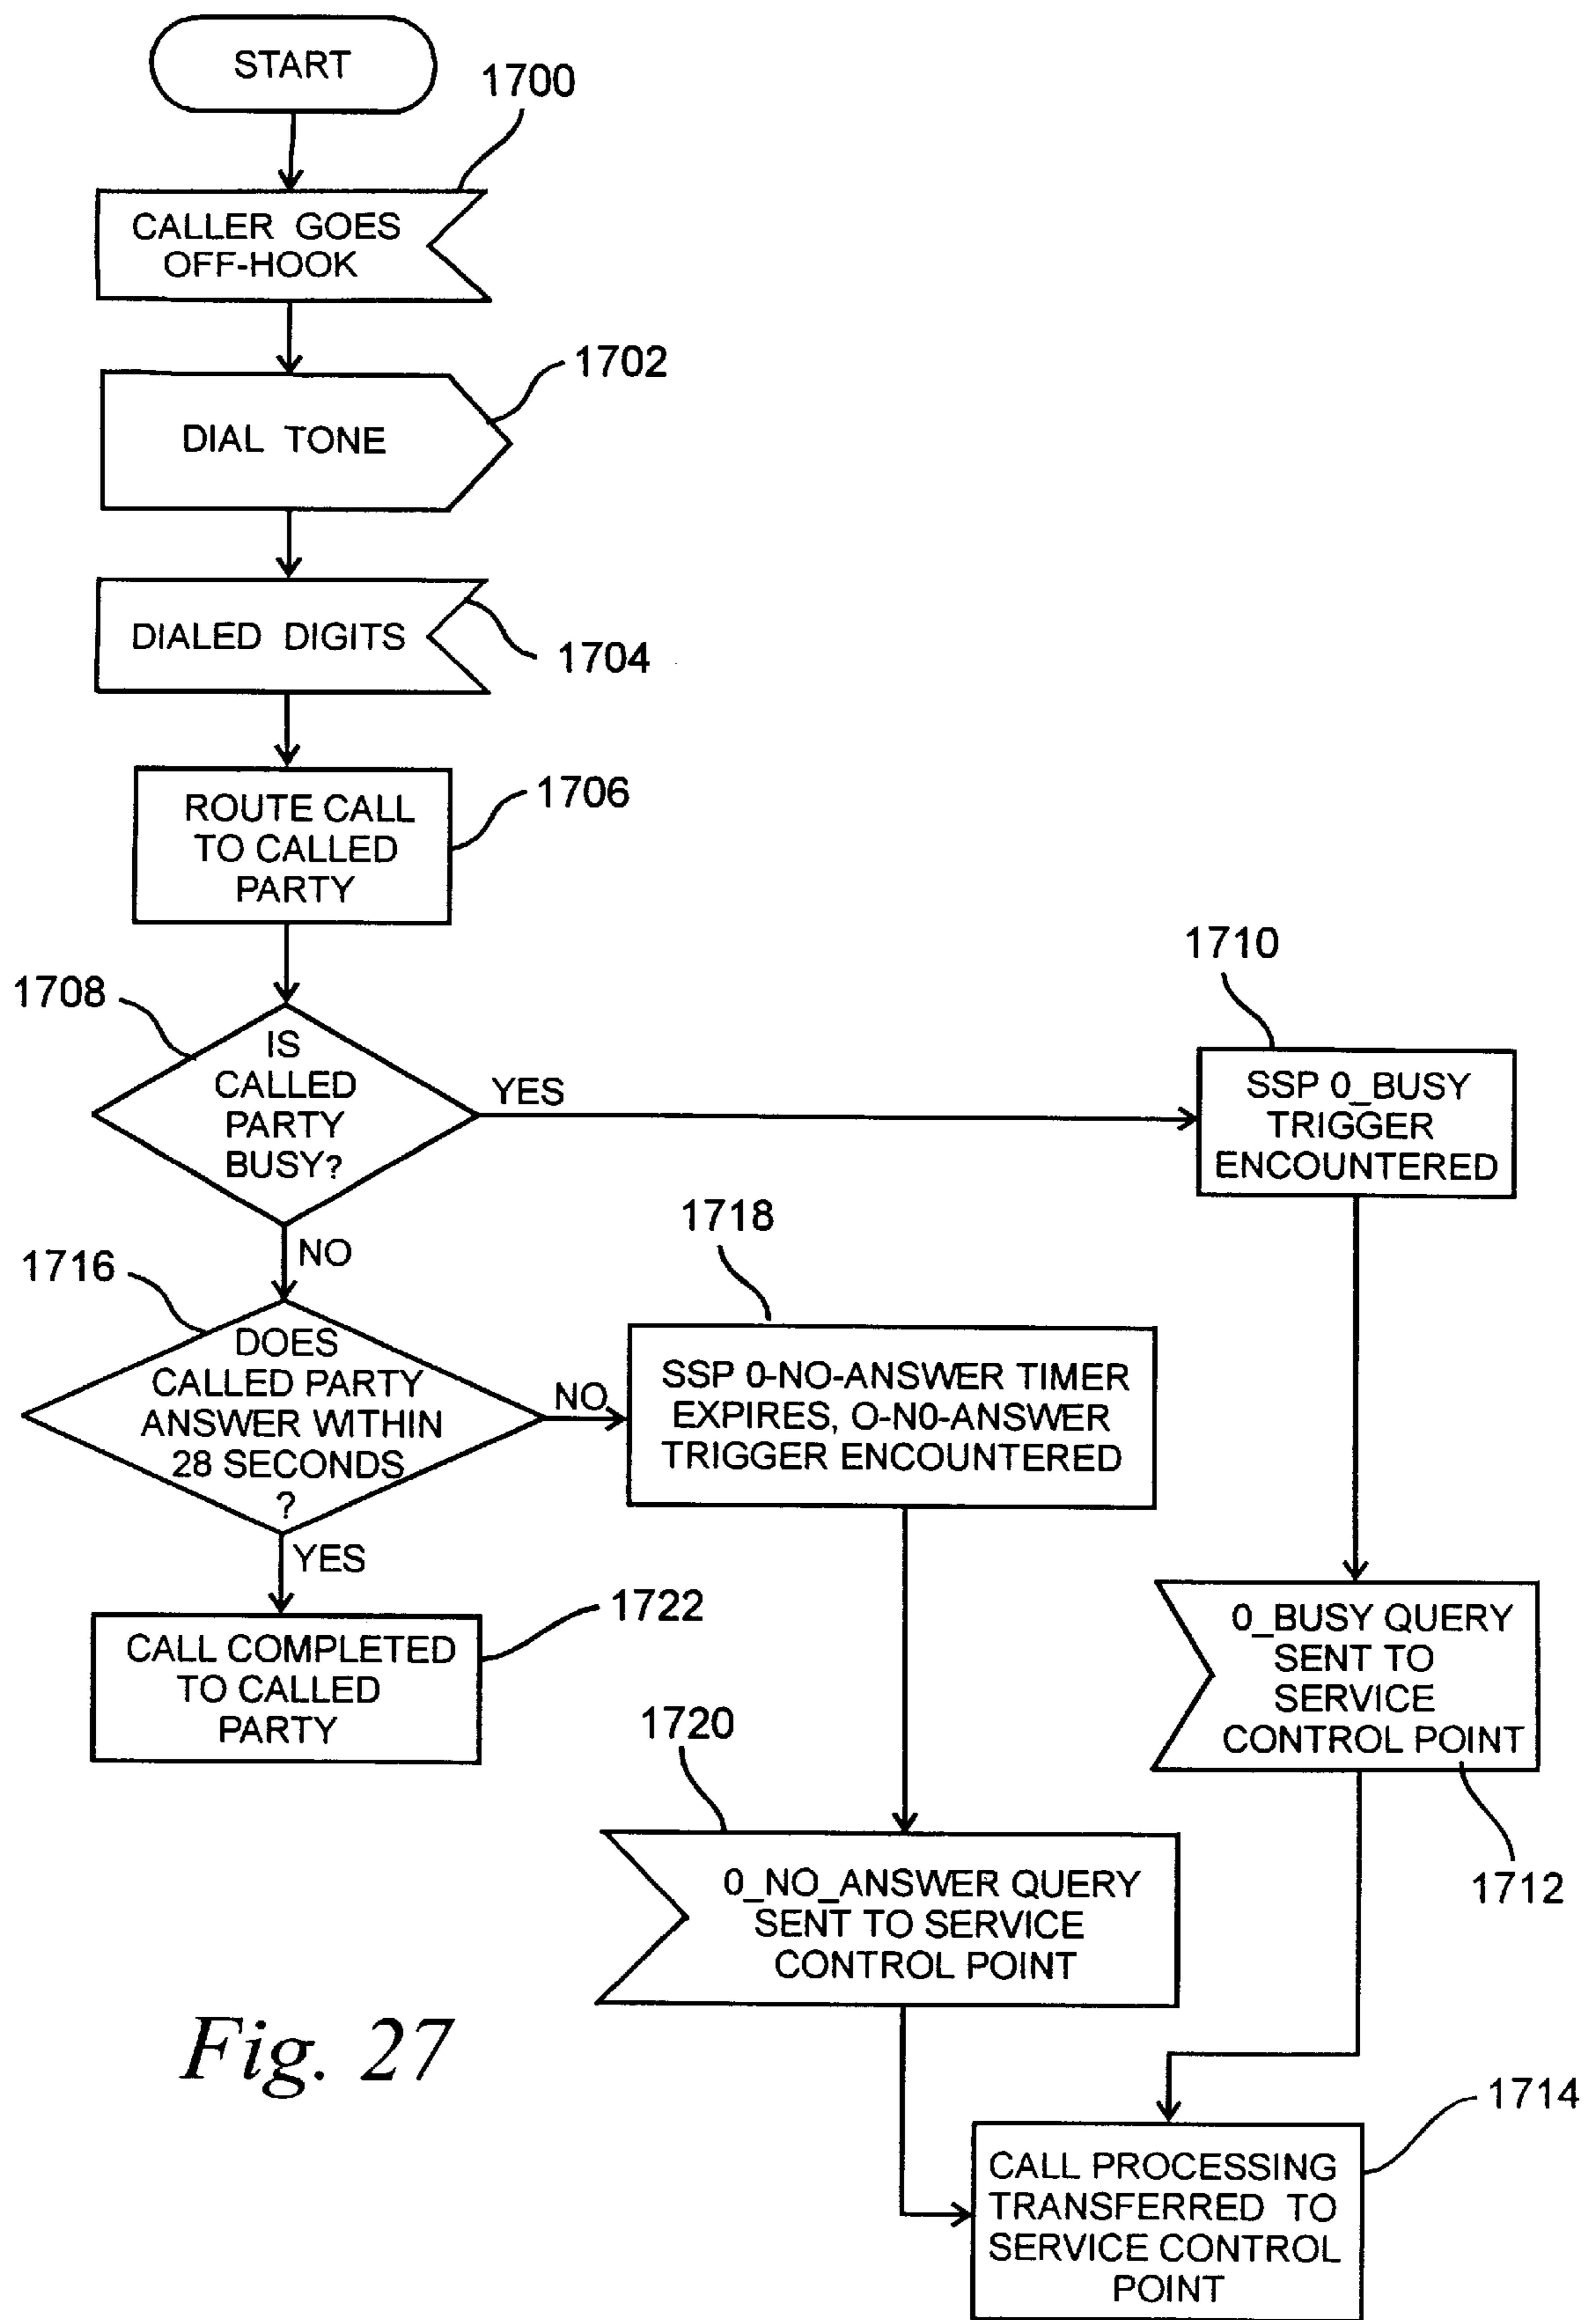 START
1700
CALLER GOES
OFF-HOOK
1702
DIAL TONE
DIALED DIGITS
1704
ROUTE CALL
TO CALLED
PARTY
1706
1708
IS
CALLED
PARTY
BUSY?
YES
1710
SSP 0_BUSY
TRIGGER
ENCOUNTERED
NO
1716
DOES
CALLED PARTY
ANSWER WITHIN
28 SECONDS
?
NO
1718
SSP 0-NO-ANSWER TIMER
EXPIRES, O-N0-ANSWER
TRIGGER ENCOUNTERED
YES
CALL COMPLETED
TO CALLED
PARTY
1722
0_BUSY QUERY
SENT TO
SERVICE
CONTROL POINT
1712
1720
0_NO_ANSWER QUERY
SENT TO SERVICE
CONTROL POINT
1714
CALL PROCESSING
TRANSFERRED TO
SERVICE CONTROL
POINT
Fig. 27